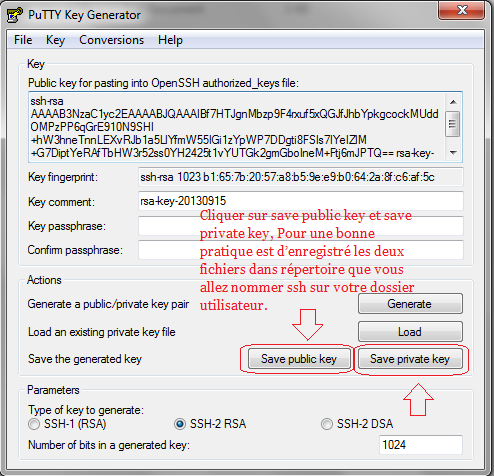 PuTTY Key Generator
File Key Conversions Help
Key
Public key for pasting into OpenSSH authorized_keys file:
ssh-rsa
AAAAB3NzaC1yc2EAAAABJQAAAIBf7HTJgnMbzp9F4rxuf5xQGJfJhbYpkgcockMUdd
OMPzPP6qGrE910N9SHI
+hW3hneTnnLEXvRJb1a5LlYfmW55lGi1zYpWP7DDgti8FSIs7IYeIZlM
+G7DiptYeRAfTbHW3r52ss0YH2425t1vYUTGk2gmGboIneM+Rtj6mJPTQ== rsa-key-
Key fingerprint: ssh-rsa 1023 b1:65:7b:20:57:a8:b5:9e:e9:b0:64:2a:8f:c6:af:5c
Key comment: rsa-key-20130915
Key passphrase:
Confirm passphrase:
Cliquer sur save public key et save
private key, Pour une bonne
pratique est d'enregistré les deux
fichiers dans répertoire que vous
allez nommer ssh sur votre dossier
utilisateur.
Actions
Generate a public/private key pair Generate
Load an existing private key file Load
Save the generated key Save public key Save private key
Parameters
Type of key to generate:
SSH-1 (RSA) SSH-2 RSA SSH-2 DSA
Number of bits in a generated key: 1024